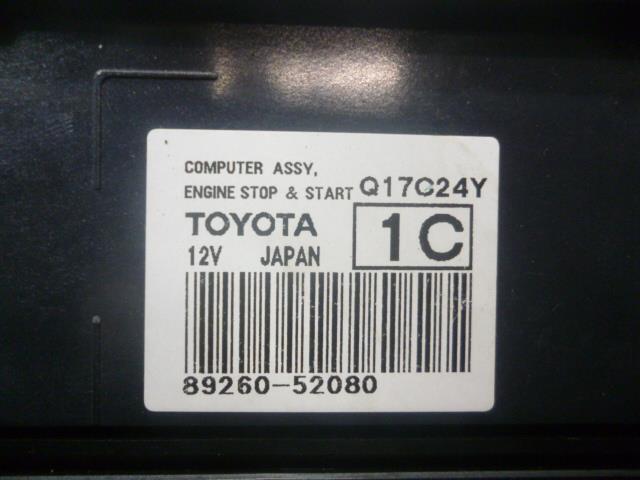 COMPUTER ASSY,
ENGINE STOP & START Q17C24Y
TOYOTA 1C
12V JAPAN
89260-52080